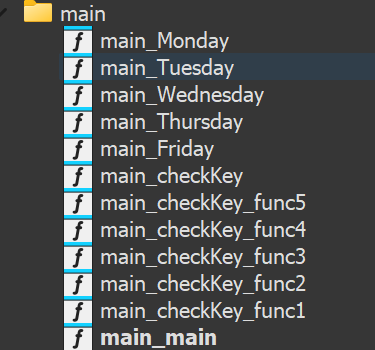 main
main_Monday
main_Tuesday
main_Wednesday
main_Thursday
main_Friday
main_checkKey
main_checkKey_func5
main_checkKey_func4
main_checkKey_func3
main_checkKey_func2
main_checkKey_func1
main_main